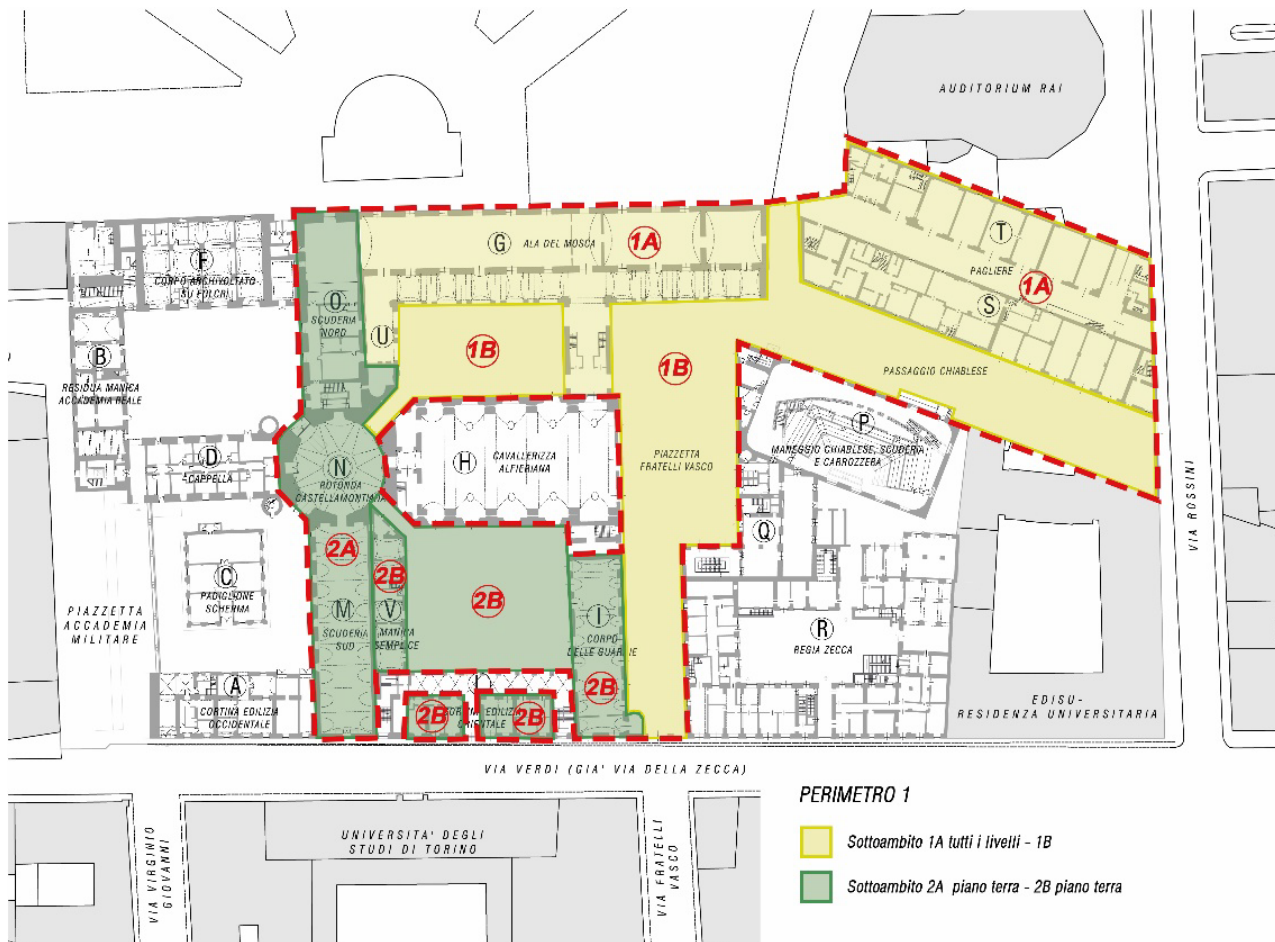 AUDITORIUM RAI
F
CORPO ARCHIVOLTATO
SU FULCRI
G
ALA DEL MOSCA
1A
T
PAGLIERE
1A
S
O
SCUDERIA
NORD
U
1B
1B
B
RESIDUA MANICA
ACCADEMIA REALE
PASSAGGIO CHIABLESE
P
MANEGGIO CHIABLESE, SCUDERIA
E CARROZZERA
D
CAPPELLA
N
ROTONDA
CASTELLAMONTIANA
H
CAVALLERIZZA
ALFIERIANA
PIAZZETTA
FRATELLI VASCO
VIA ROSSINI
Q
2A
2B
2B
C
PADIGLIONE
SCHERMA
PIAZZETTA
ACCADEMIA
MILITARE
M
SCUDERIA
SUD
V
MANICA
SEMPLICE
I
CORPO
DELLE GUARDIE
2B
R
REGIA ZECCA
A
CORTINA EDILIZIA
OCCIDENTALE
EDILIZIA
2B
2B
EDISU-
RESIDENZA UNIVERSITARIA
VIA VERDI (GIA' VIA DELLA ZECCA)
VIA VIRGINIO
GIOVANNI
UNIVERSITA' DEGLI
STUDI DI TORINO
VIA FRATELLI
VASCO
PERIMETRO 1
Sottoambito 1A tutti i livelli - 1B
Sottoambito 2A piano terra - 2B piano terra